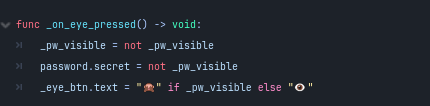 func _on_eye_pressed() -> void:
_pw_visible = not _pw_visible
password.secret = not _pw_visible
_eye_btn.text = "🙈" if _pw_visible else "👁"